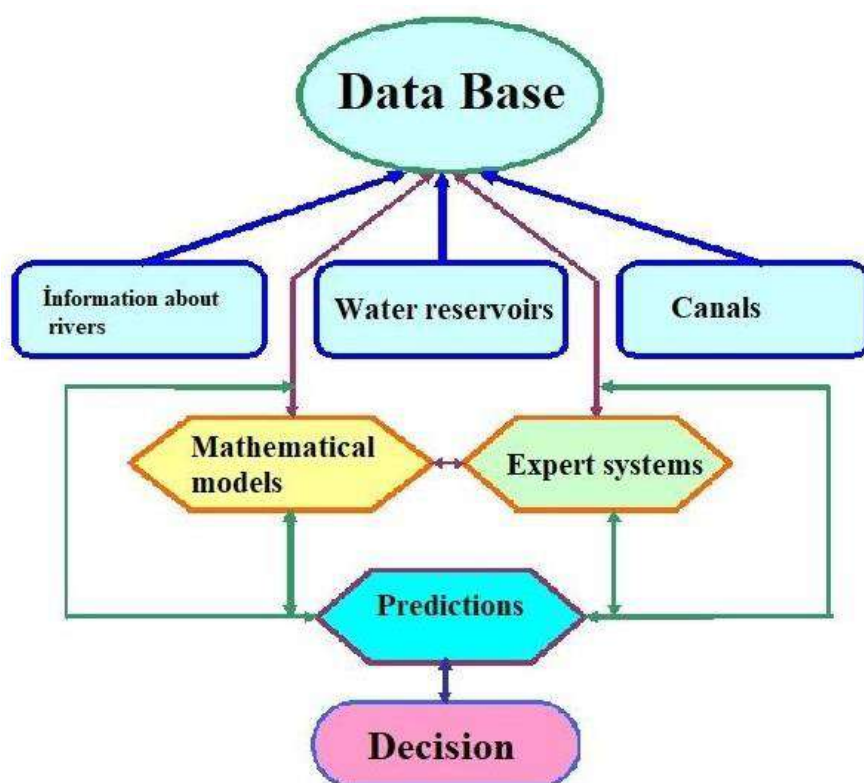 Data Base
İnformation about
rivers
Water reservoirs
Canals
Mathematical
models
Expert systems
Predictions
Decision